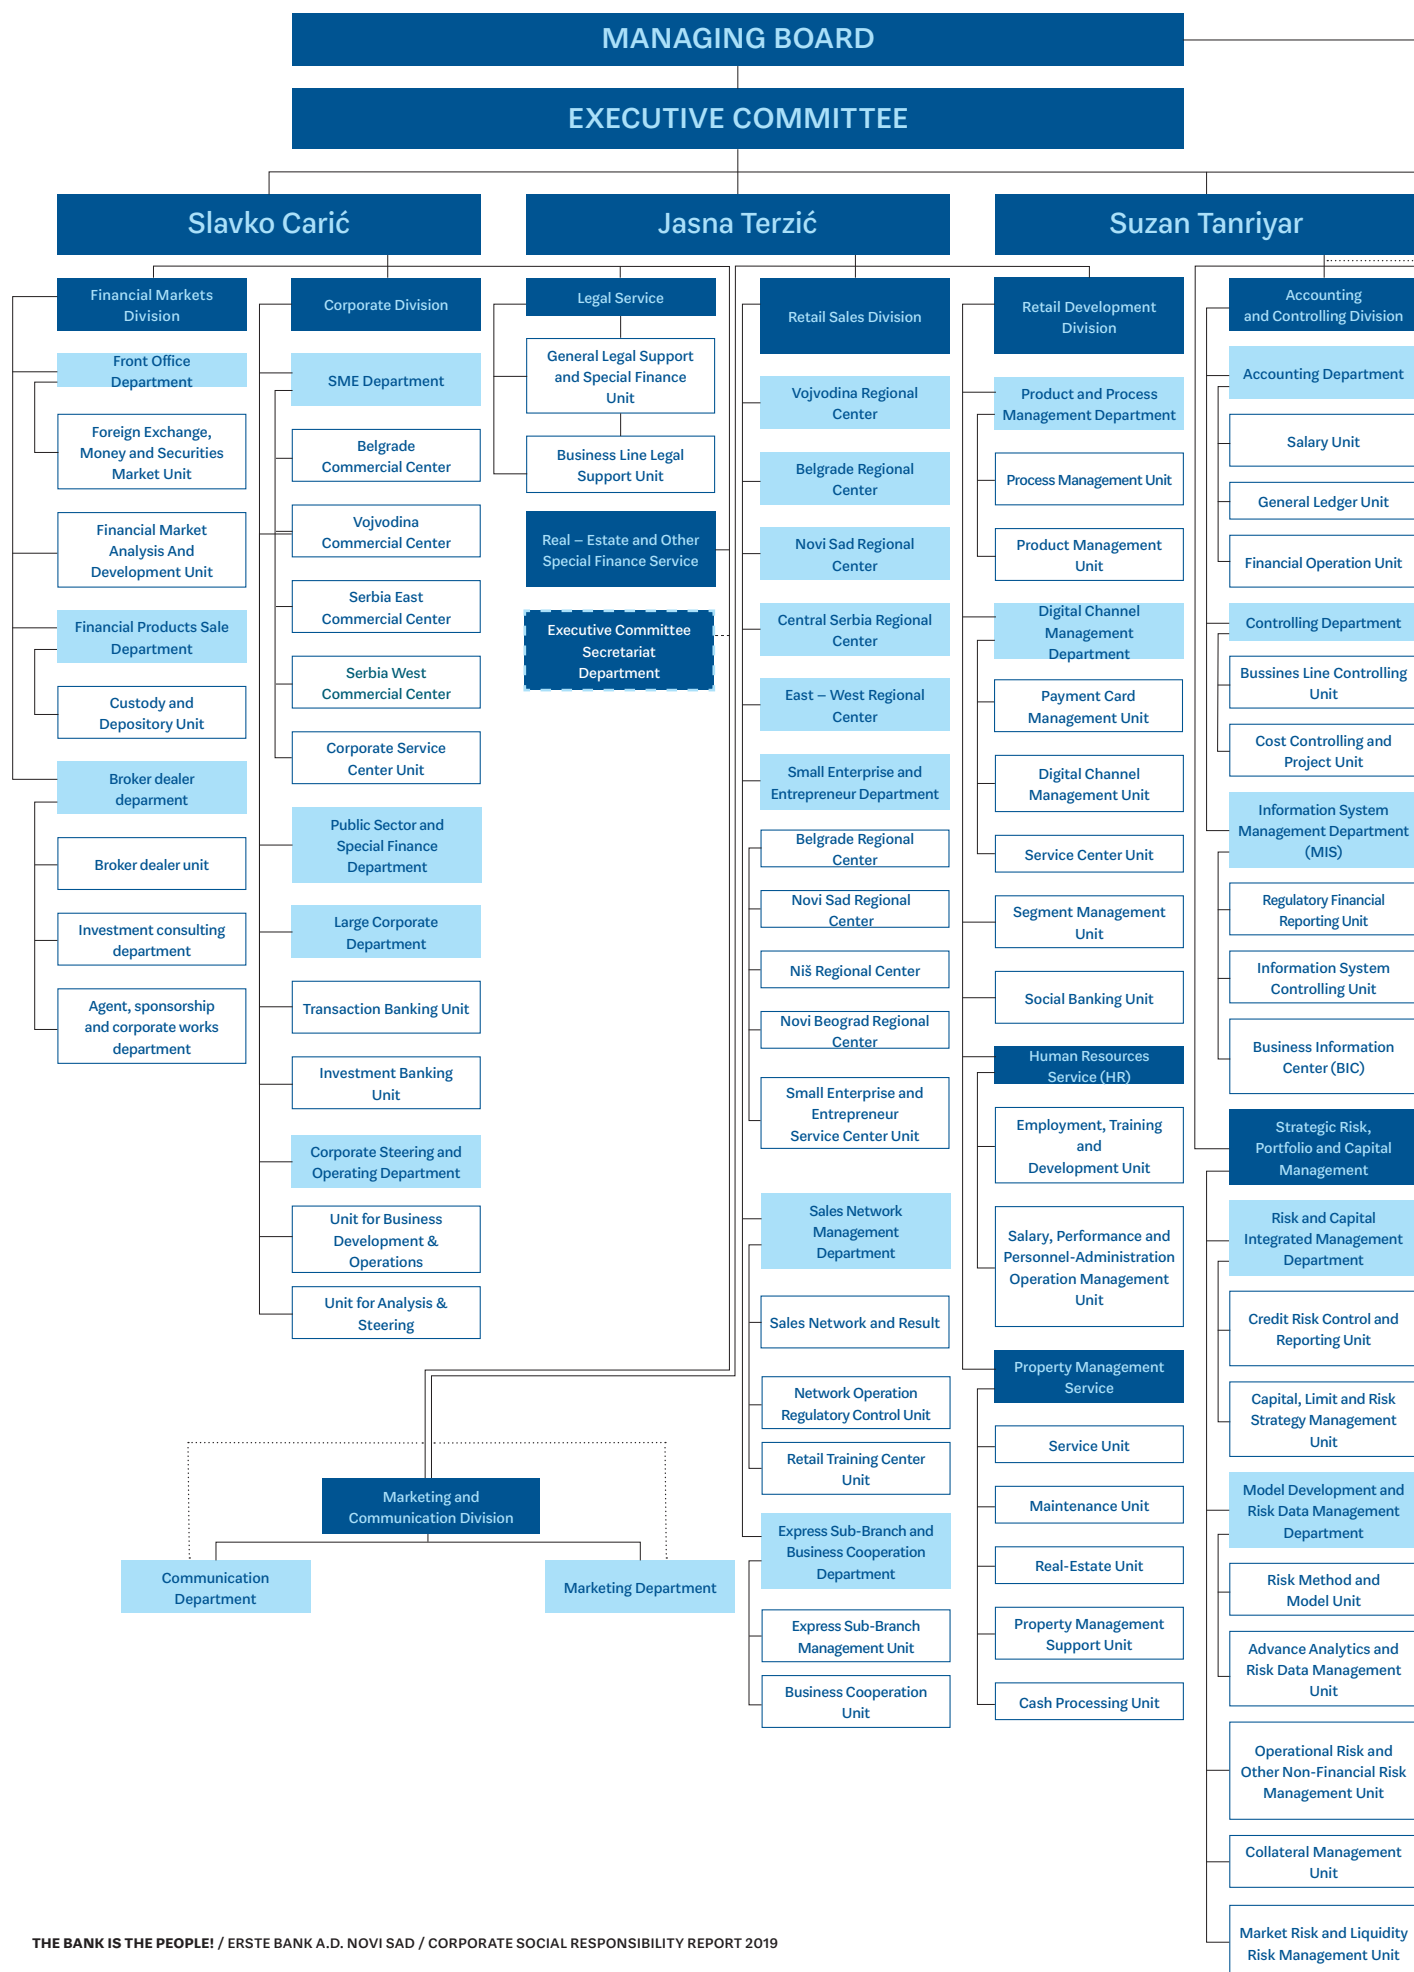 MANAGING BOARD
EXECUTIVE COMMITTEE
Slavko Carić
Financial Markets
Division
Front Office
Department
Foreign Exchange,
Money and Securities
Market Unit
Financial Market
Analysis And
Development Unit
Financial Products Sale
Department
Custody and
Depository Unit
Broker dealer
deparment
Broker dealer unit
Investment consulting
department
Agent, sponsorship
and corporate works
department
Corporate Division
SME Department
Belgrade
Commercial Center
Vojvodina
Commercial Center
Serbia East
Commercial Center
Serbia West
Commercial Center
Corporate Service
Center Unit
Public Sector and
Special Finance
Department
Large Corporate
Department
Transaction Banking Unit
Investment Banking
Unit
Corporate Steering and
Operating Department
Unit for Business
Development &
Operations
Unit for Analysis &
Steering
Legal Service
General Legal Support
and Special Finance
Unit
Business Line Legal
Support Unit
Real – Estate and Other
Special Finance Service
Executive Committee
Secretariat
Department
Marketing and
Communication Division
Communication
Department
Marketing Department
Jasna Terzić
Retail Sales Division
Vojvodina Regional
Center
Belgrade Regional
Center
Novi Sad Regional
Center
Central Serbia Regional
Center
East – West Regional
Center
Small Enterprise and
Entrepreneur Department
Belgrade Regional
Center
Novi Sad Regional
Center
Niš Regional Center
Novi Beograd Regional
Center
Small Enterprise and
Entrepreneur
Service Center Unit
Sales Network
Management
Department
Sales Network and Result
Network Operation
Regulatory Control Unit
Retail Training Center
Unit
Express Sub-Branch and
Business Cooperation
Department
Express Sub-Branch
Management Unit
Business Cooperation
Unit
Retail Development
Division
Product and Process
Management Department
Process Management Unit
Product Management
Unit
Digital Channel
Management
Department
Payment Card
Management Unit
Digital Channel
Management Unit
Service Center Unit
Segment Management
Unit
Social Banking Unit
Human Resources
Service (HR)
Employment, Training
and
Development Unit
Salary, Performance and
Personnel-Administration
Operation Management
Unit
Property Management
Service
Service Unit
Maintenance Unit
Real-Estate Unit
Property Management
Support Unit
Cash Processing Unit
Suzan Tanriyar
Accounting
and Controlling Division
Accounting Department
Salary Unit
General Ledger Unit
Financial Operation Unit
Controlling Department
Bussines Line Controlling
Unit
Cost Controlling and
Project Unit
Information System
Management Department
(MIS)
Regulatory Financial
Reporting Unit
Information System
Controlling Unit
Business Information
Center (BIC)
Strategic Risk,
Portfolio and Capital
Management
Risk and Capital
Integrated Management
Department
Credit Risk Control and
Reporting Unit
Capital, Limit and Risk
Strategy Management
Unit
Model Development and
Risk Data Management
Department
Risk Method and
Model Unit
Advance Analytics and
Risk Data Management
Unit
Operational Risk and
Other Non-Financial Risk
Management Unit
Collateral Management
Unit
Market Risk and Liquidity
Risk Management Unit
THE BANK IS THE PEOPLE! / ERSTE BANK A.D. NOVI SAD / CORPORATE SOCIAL RESPONSIBILITY REPORT 2019